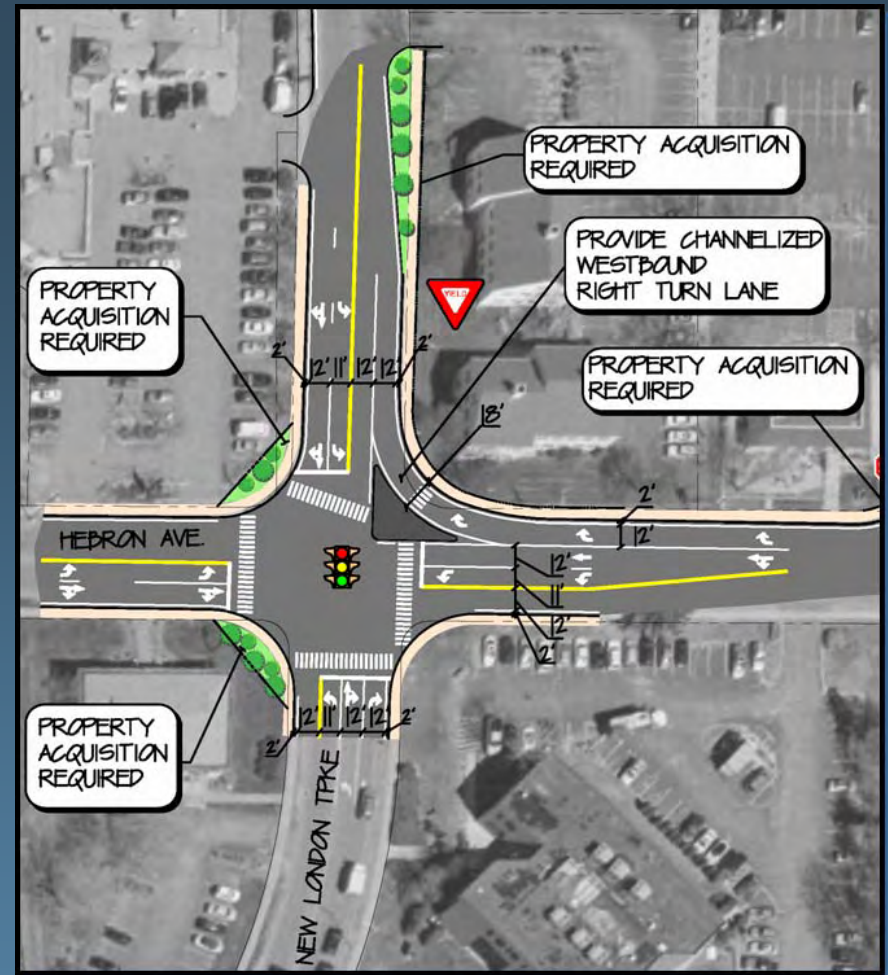 PROPERTY ACQUISITION
REQUIRED
PROVIDE CHANNELIZED
WESTBOUND
RIGHT TURN LANE
YIELD
PROPERTY
ACQUISITION
REQUIRED
2' 12' 11' 12' 12' 2'
PROPERTY ACQUISITION
REQUIRED
18'
2'
12'
HEBRON AVE.
12'
11'
12'
2'
PROPERTY
ACQUISITION
REQUIRED
2' 12' 11' 12' 12' 2'
NEW LONDON TPKE